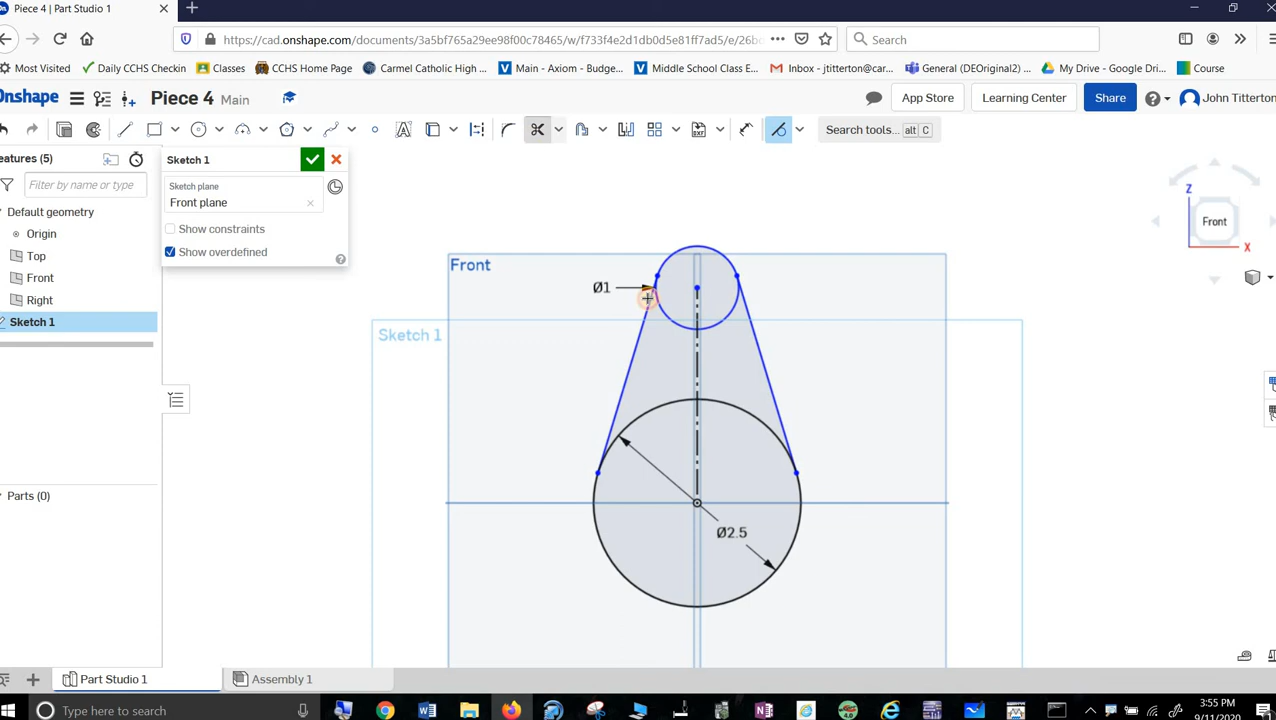 Piece 4 | Part Studio 1
https://cad.onshape.com/documents/3a5bf765a29ee98f00c78465/w/f733f4e2d1db0d5e81ff7ad5/e/26b
Search
Most Visited
Daily CCHS Checkin
Classes
CCHS Home Page
Carmel Catholic High ...
Main - Axiom - Budge...
Middle School Class E...
Inbox - jtitterton@car...
General (DEOriginal2) ...
My Drive - Google Dri...
Course
Onshape
Piece 4
Main
App Store
Learning Center
Share
John Titterton
Search tools...
alt
C
eatures (5)
Filter by name or type
Default geometry
Origin
Top
Front
Right
Sketch 1
Parts (0)
Sketch 1
Sketch plane
Front plane
Show constraints
Show overdefined
Front
Sketch 1
Ø1
Ø2.5
Z
Front
X
Part Studio 1
Assembly 1
Type here to search
3:55 PM
9/11/2020